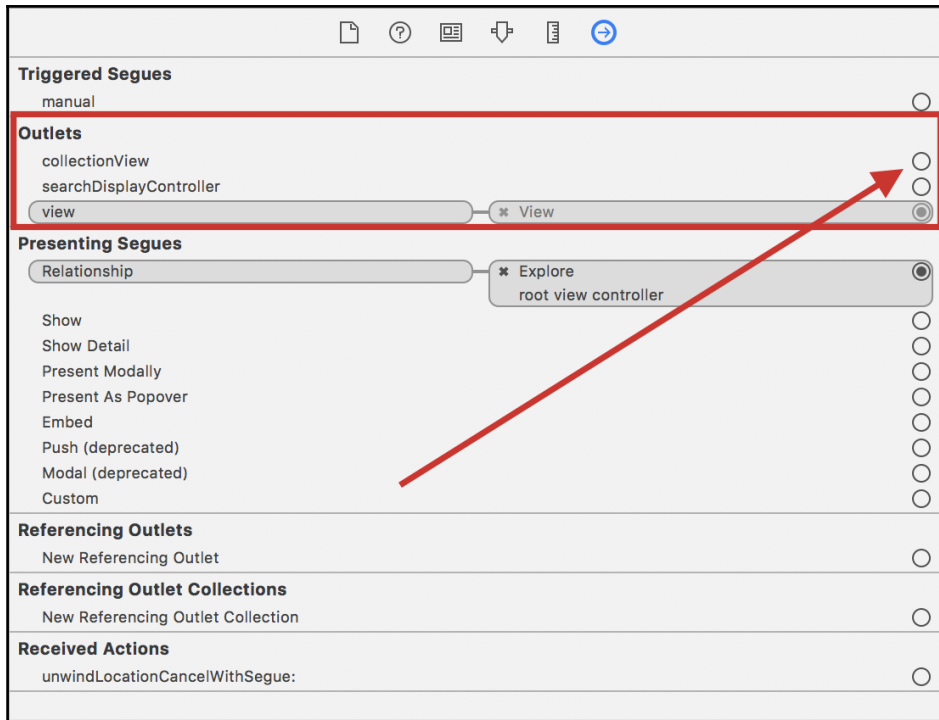 Triggered Segues
manual
Outlets
collectionView
searchDisplayController
view View
Presenting Segues
Relationship Explore
root view controller
Show
Show Detail
Present Modally
Present As Popover
Embed
Push (deprecated)
Modal (deprecated)
Custom
Referencing Outlets
New Referencing Outlet
Referencing Outlet Collections
New Referencing Outlet Collection
Received Actions
unwindLocationCancelWithSegue: